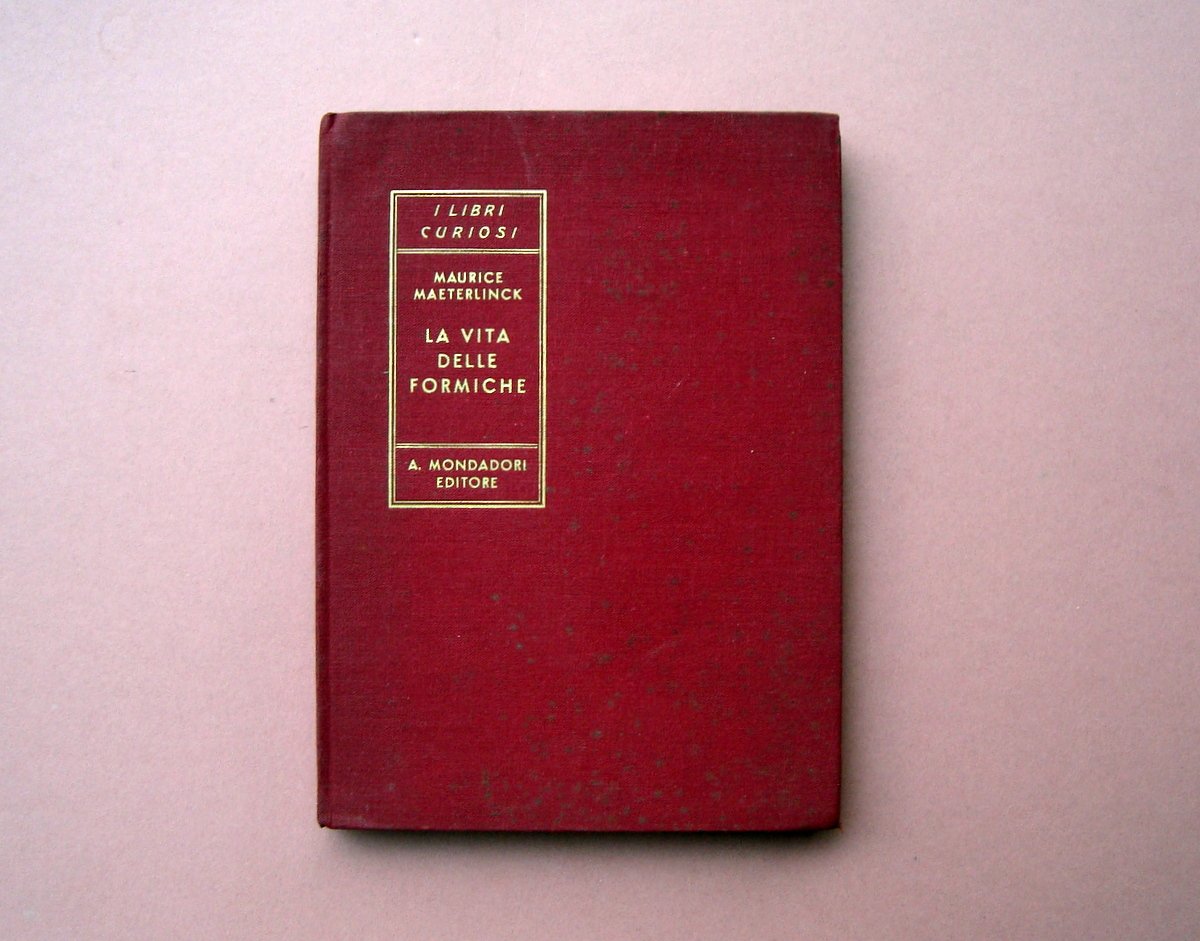 I LIBRI
CURIOSI
MAURICE
MAETERLINCK
LA VITA
DELLE
FORMICHE
A. MONDADORI
EDITORE